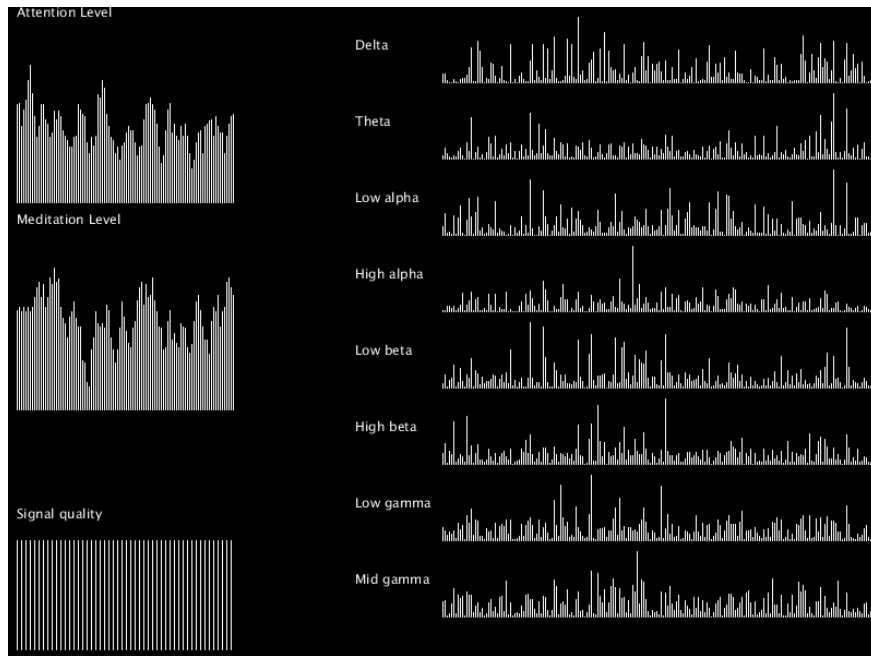 Attention Level
Meditation Level
Signal quality
Delta
Theta
Low alpha
High alpha
Low beta
High beta
Low gamma
Mid gamma